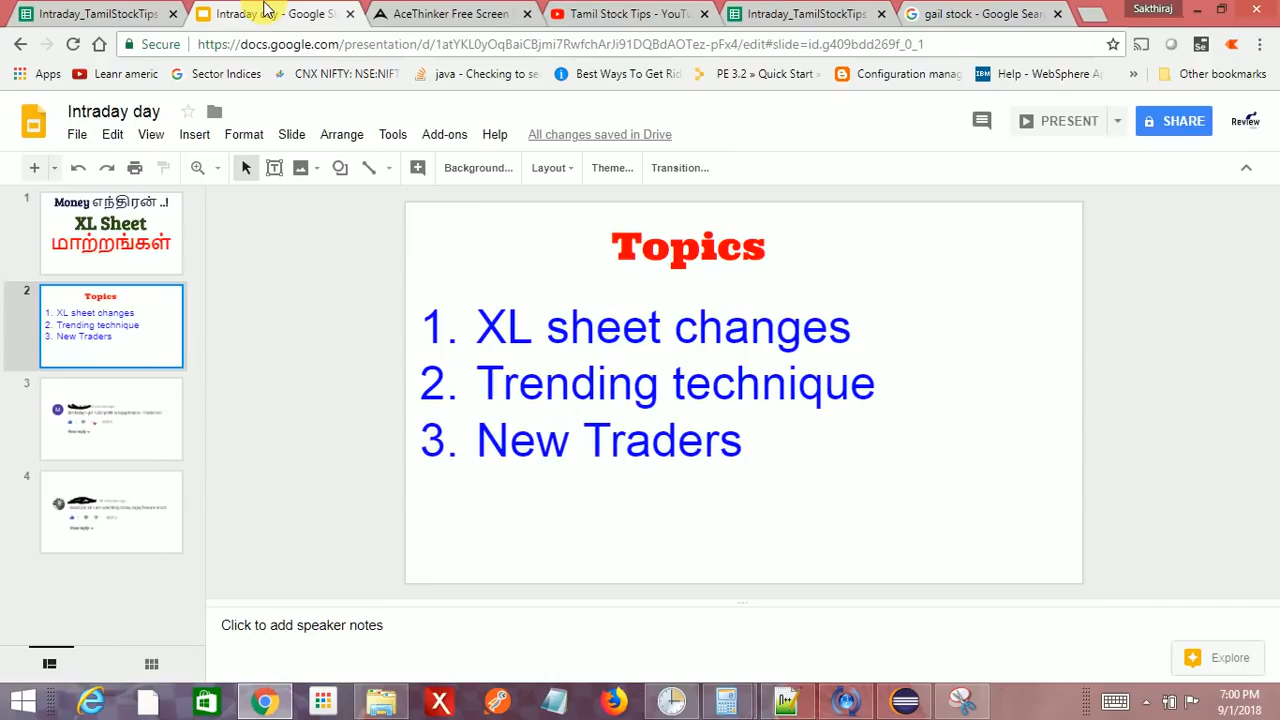 Intraday_TamilStockTips
Intraday day - Google S
AceThinker Free Screen
Tamil Stock Tips - YouT
Intraday_TamilStockTips
gail stock - Google Sear
Sakthiraj
Secure
https://docs.google.com/presentation/d/1atYKL0yOqBaiCBjmi7RwfchArJi91DQBdAOTez-pFx4/edit#slide=id.g409bdd269f_0_1
Apps
Learn americ
Sector Indices
CNX NIFTY: NSE:NIFT
java - Checking to se
Best Ways To Get Rid
PE 3.2 » Quick Start »
Configuration manag
Help - WebSphere Ap
»
Other bookmarks
Intraday day
Review
File Edit View Insert Format Slide Arrange Tools Add-ons Help All changes saved in Drive
PRESENT
SHARE
Background...
Layout
Theme...
Transition...
1
Money எந்திரன் ..!
XL Sheet
மாற்றங்கள்
2
Topics
1. XL sheet changes
2. Trending technique
3. New Traders
3
4
Topics
1. XL sheet changes
2. Trending technique
3. New Traders
Click to add speaker notes
Explore
7:00 PM
9/1/2018